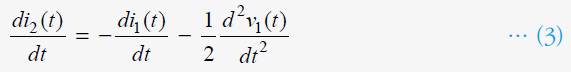 di₂(t)/dt = − di₁(t)/dt − 1/2 d²v₁(t)/dt² ··· (3)